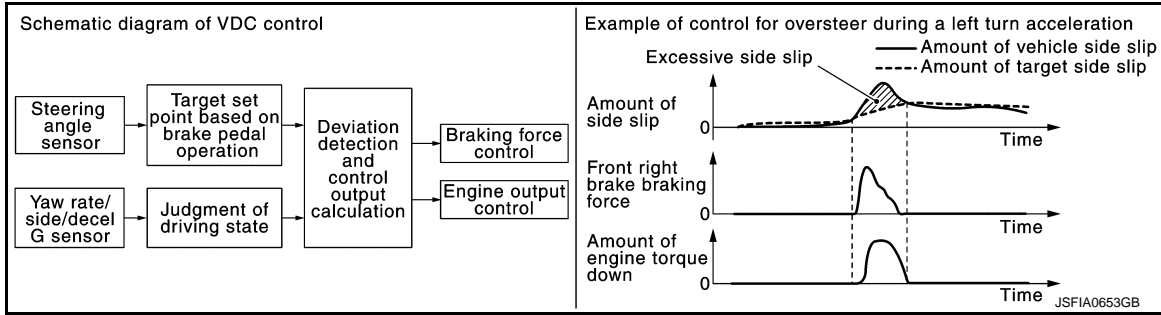 Schematic diagram of VDC control
Steering
angle
sensor
Target set
point based on
brake pedal
operation
Yaw rate/
side/decel
G sensor
Judgment of
driving state
Deviation
detection
and
control
output
calculation
Braking force
control
Engine output
control
Example of control for oversteer during a left turn acceleration
Excessive side slip
Amount of vehicle side slip
Amount of target side slip
Amount of
side slip
0
Time
Front right
brake braking
force
0
Time
Amount of
engine torque
down
0
Time
JSFIA0653GB